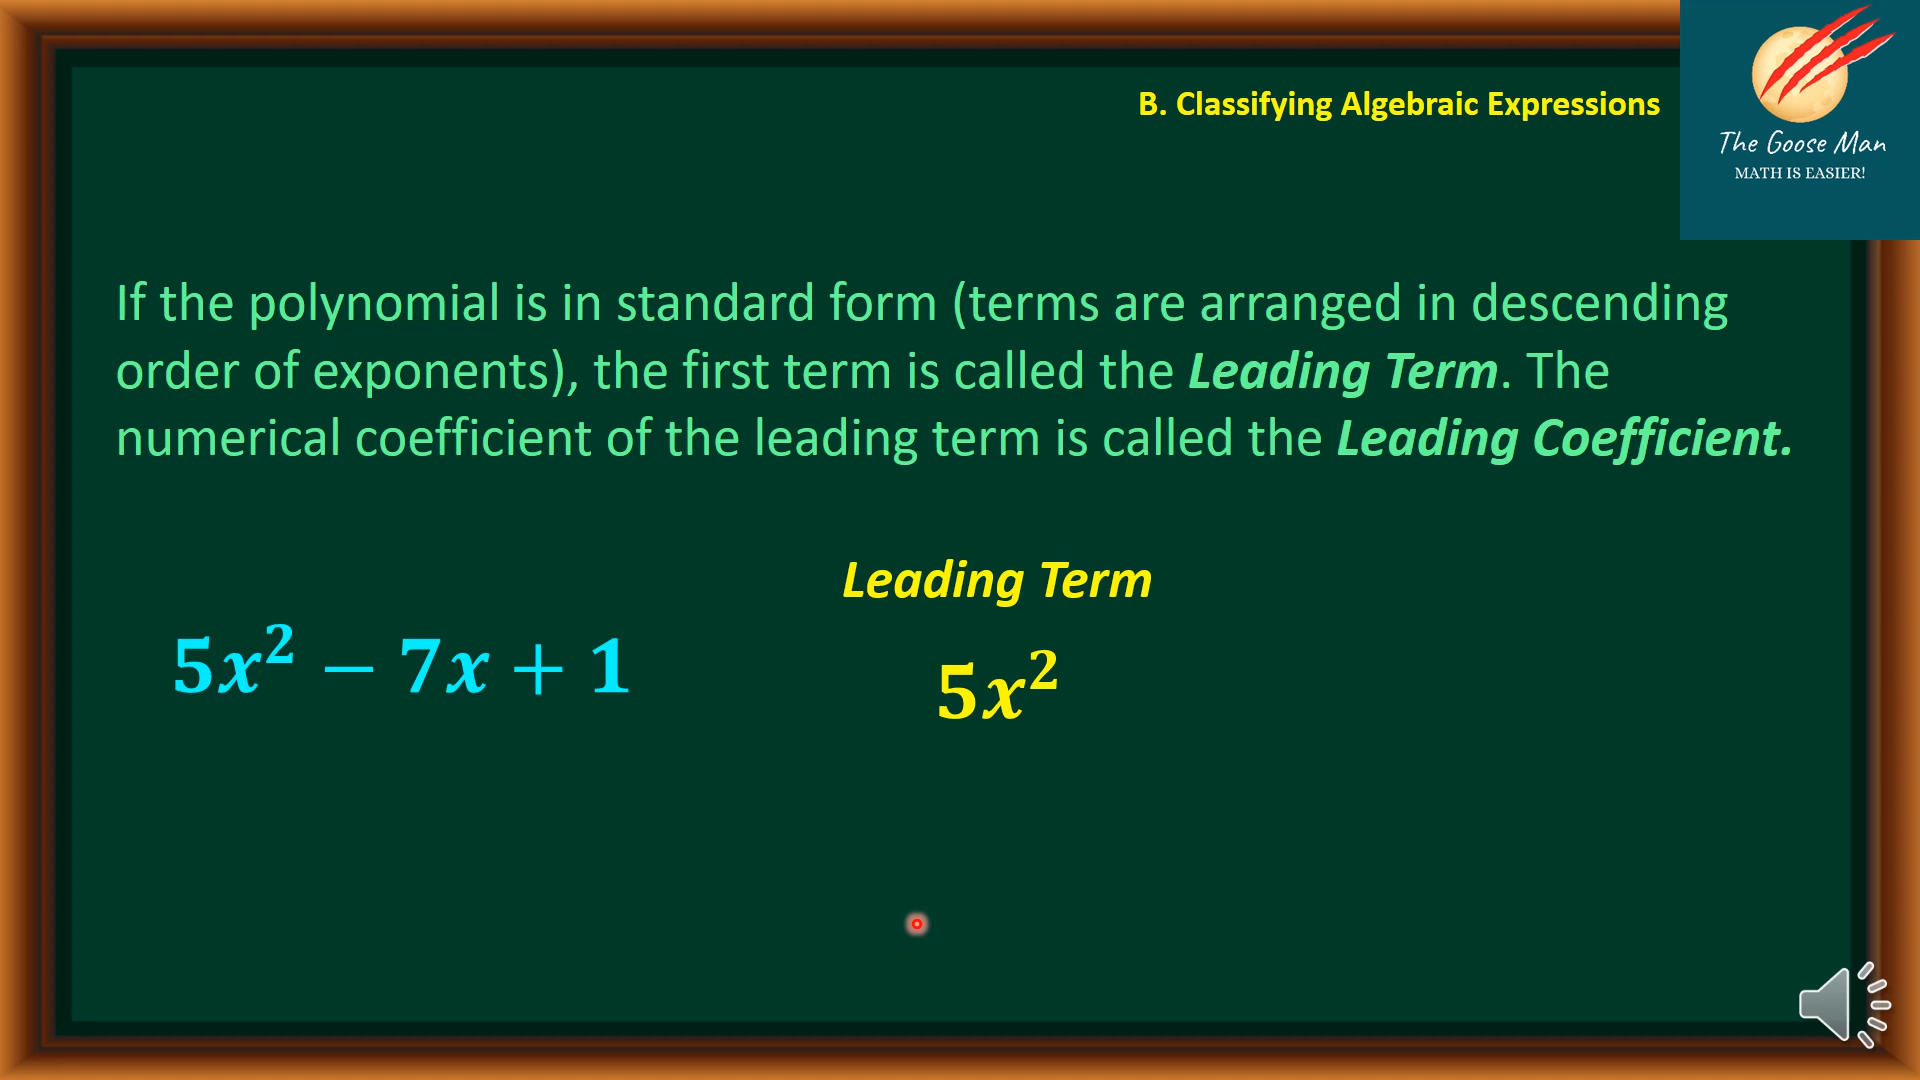 B. Classifying Algebraic Expressions
The Goose Man
MATH IS EASIER!
If the polynomial is in standard form (terms are arranged in descending
order of exponents), the first term is called the Leading Term. The
numerical coefficient of the leading term is called the Leading Coefficient.
Leading Term
5x² − 7x + 1
5x²